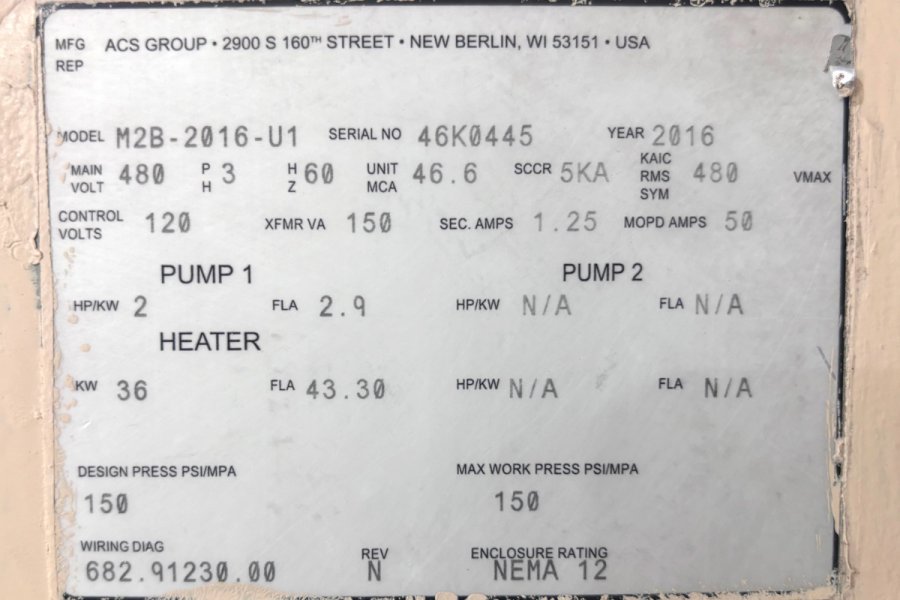 MFG ACS GROUP • 2900 S 160TH STREET • NEW BERLIN, WI 53151 • USA
REP
MODEL M2B-2016-U1 SERIAL NO 46K0445 YEAR 2016
MAIN VOLT 480 PH 3 HZ 60 UNIT MCA 46.6 SCCR 5KA KAIC RMS SYM 480 VMAX
CONTROL VOLTS 120 XFMR VA 150 SEC. AMPS 1.25 MOPD AMPS 50
PUMP 1 PUMP 2
HP/KW 2 FLA 2.9 HP/KW N/A FLA N/A
HEATER
KW 36 FLA 43.30 HP/KW N/A FLA N/A
DESIGN PRESS PSI/MPA MAX WORK PRESS PSI/MPA
150 150
WIRING DIAG REV ENCLOSURE RATING
682.91230.00 N NEMA 12